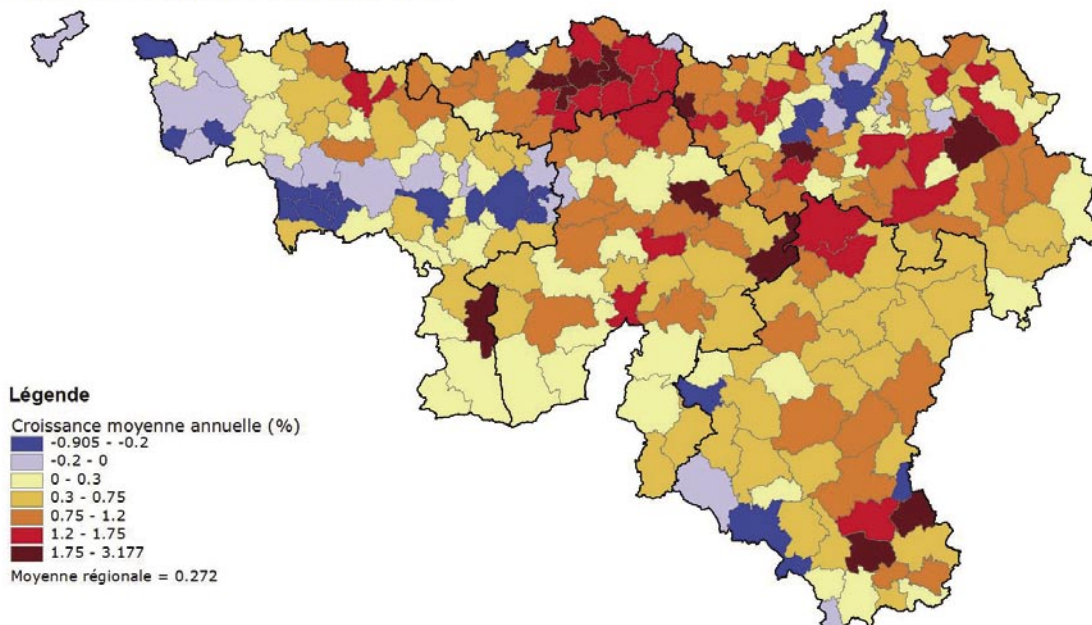 Légende
Croissance moyenne annuelle (%)
-0.905 - -0.2
-0.2 - 0
0 - 0.3
0.3 - 0.75
0.75 - 1.2
1.2 - 1.75
1.75 - 3.177
Moyenne régionale = 0.272